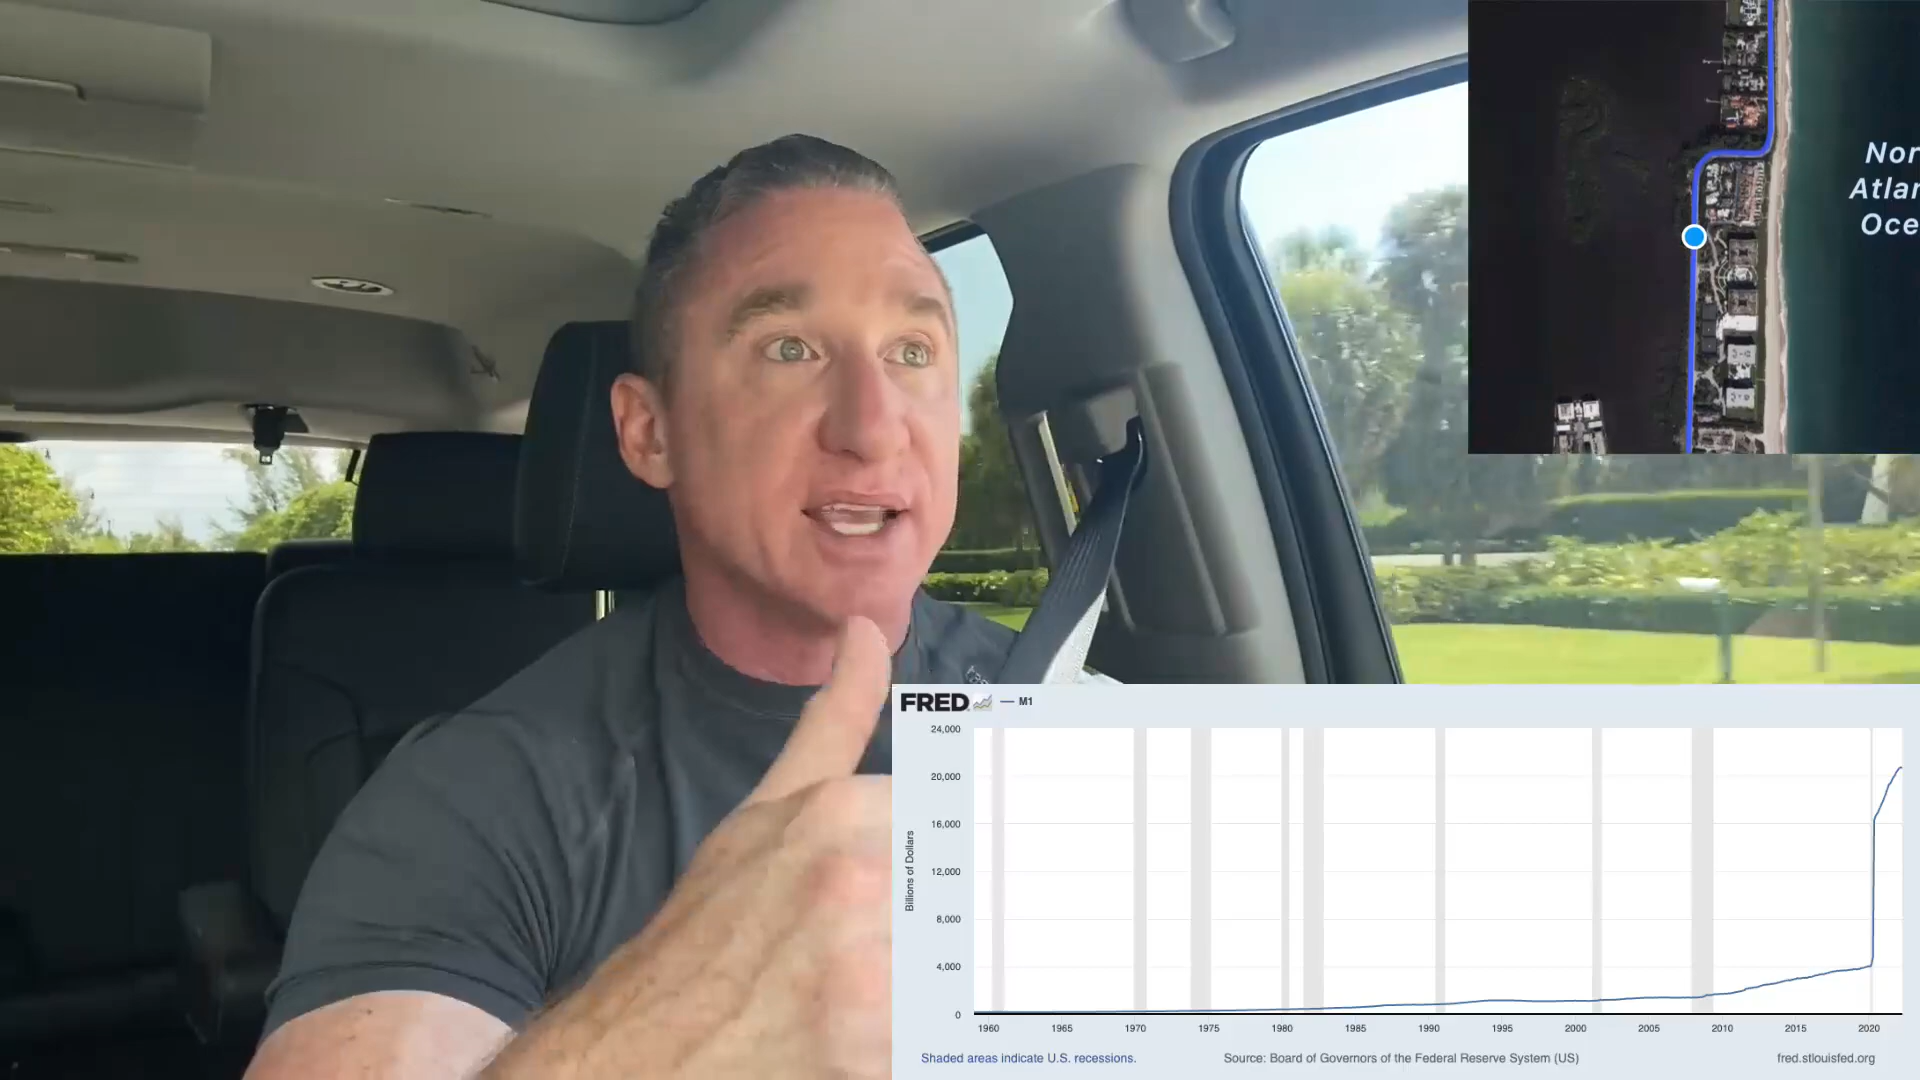 Nor
Atlan
Oce
FRED — M1
24,000
20,000
16,000
12,000
8,000
4,000
0
Billions of Dollars
1960 1965 1970 1975 1980 1985 1990 1995 2000 2005 2010 2015 2020
Shaded areas indicate U.S. recessions. Source: Board of Governors of the Federal Reserve System (US) fred.stlouisfed.org